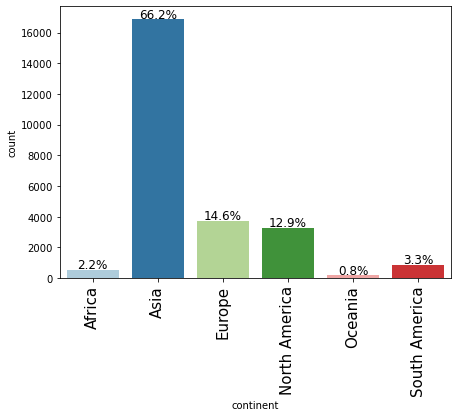 66.2%
16000
14000
12000
10000
8000
6000
4000
2000
0
count
2.2%
14.6%
12.9%
0.8%
3.3%
Africa
Asia
Europe
North America
Oceania
South America
continent